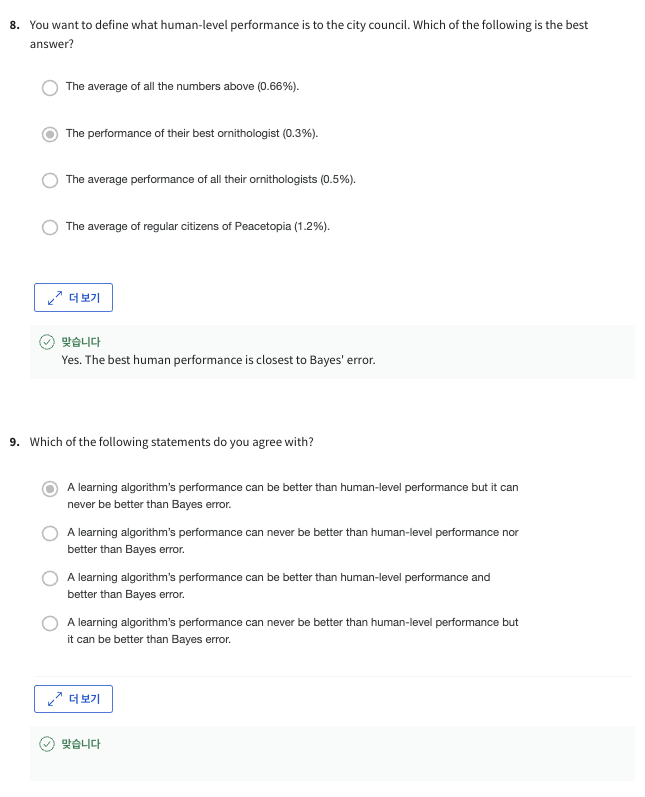 8. You want to define what human-level performance is to the city council. Which of the following is the best
answer?
The average of all the numbers above (0.66%).
The performance of their best ornithologist (0.3%).
The average performance of all their ornithologists (0.5%).
The average of regular citizens of Peacetopia (1.2%).
더 보기
맞습니다
Yes. The best human performance is closest to Bayes' error.
9. Which of the following statements do you agree with?
A learning algorithm’s performance can be better than human-level performance but it can
never be better than Bayes error.
A learning algorithm’s performance can never be better than human-level performance nor
better than Bayes error.
A learning algorithm’s performance can be better than human-level performance and
better than Bayes error.
A learning algorithm’s performance can never be better than human-level performance but
it can be better than Bayes error.
더 보기
맞습니다